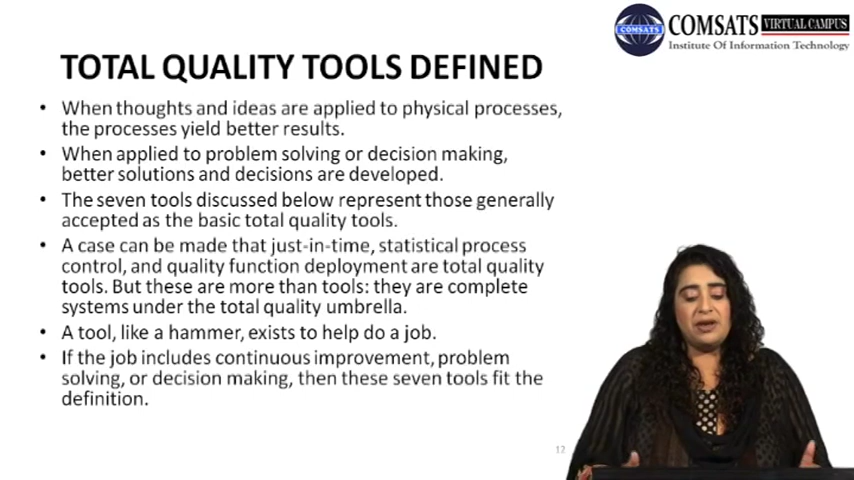 COMSATS
COMSATS VIRTUAL CAMPUS
Institute Of Information Technology
TOTAL QUALITY TOOLS DEFINED
• When thoughts and ideas are applied to physical processes,
the processes yield better results.
• When applied to problem solving or decision making,
better solutions and decisions are developed.
• The seven tools discussed below represent those generally
accepted as the basic total quality tools.
• A case can be made that just-in-time, statistical process
control, and quality function deployment are total quality
tools. But these are more than tools: they are complete
systems under the total quality umbrella.
• A tool, like a hammer, exists to help do a job.
• If the job includes continuous improvement, problem
solving, or decision making, then these seven tools fit the
definition.
12